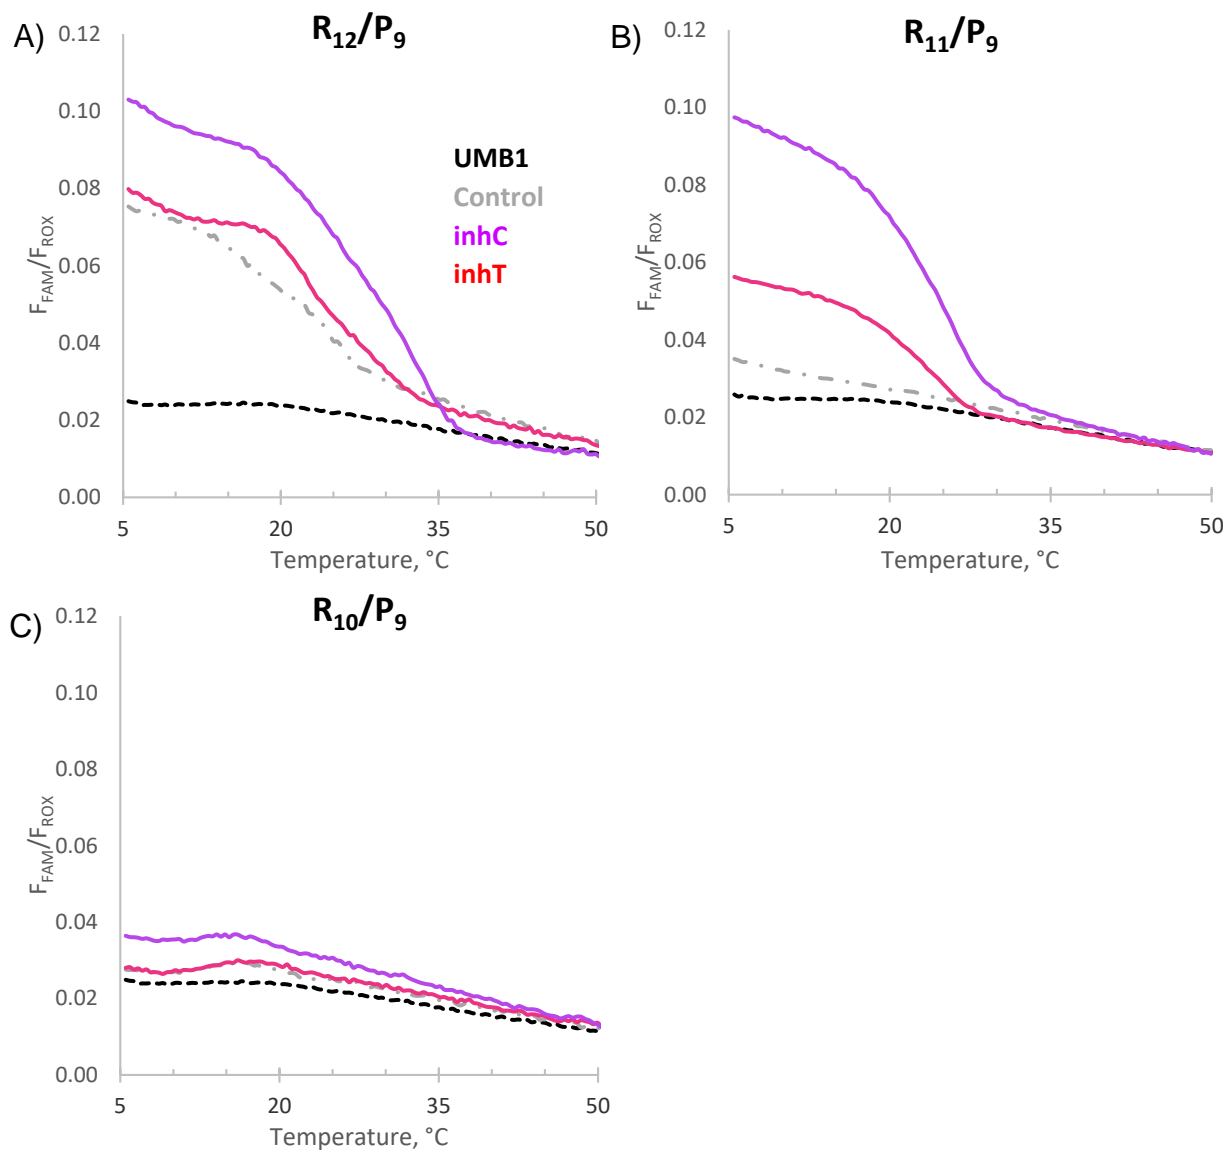 A)
R12/P9
0.12
0.10
0.08
0.06
0.04
0.02
0.00
FFAM/FROX
UMB1
Control
inhC
inhT
5
20
35
50
Temperature, °C
B)
R11/P9
0.12
0.10
0.08
0.06
0.04
0.02
0.00
FFAM/FROX
5
20
35
50
Temperature, °C
C)
R10/P9
0.12
0.10
0.08
0.06
0.04
0.02
0.00
FFAM/FROX
5
20
35
50
Temperature, °C